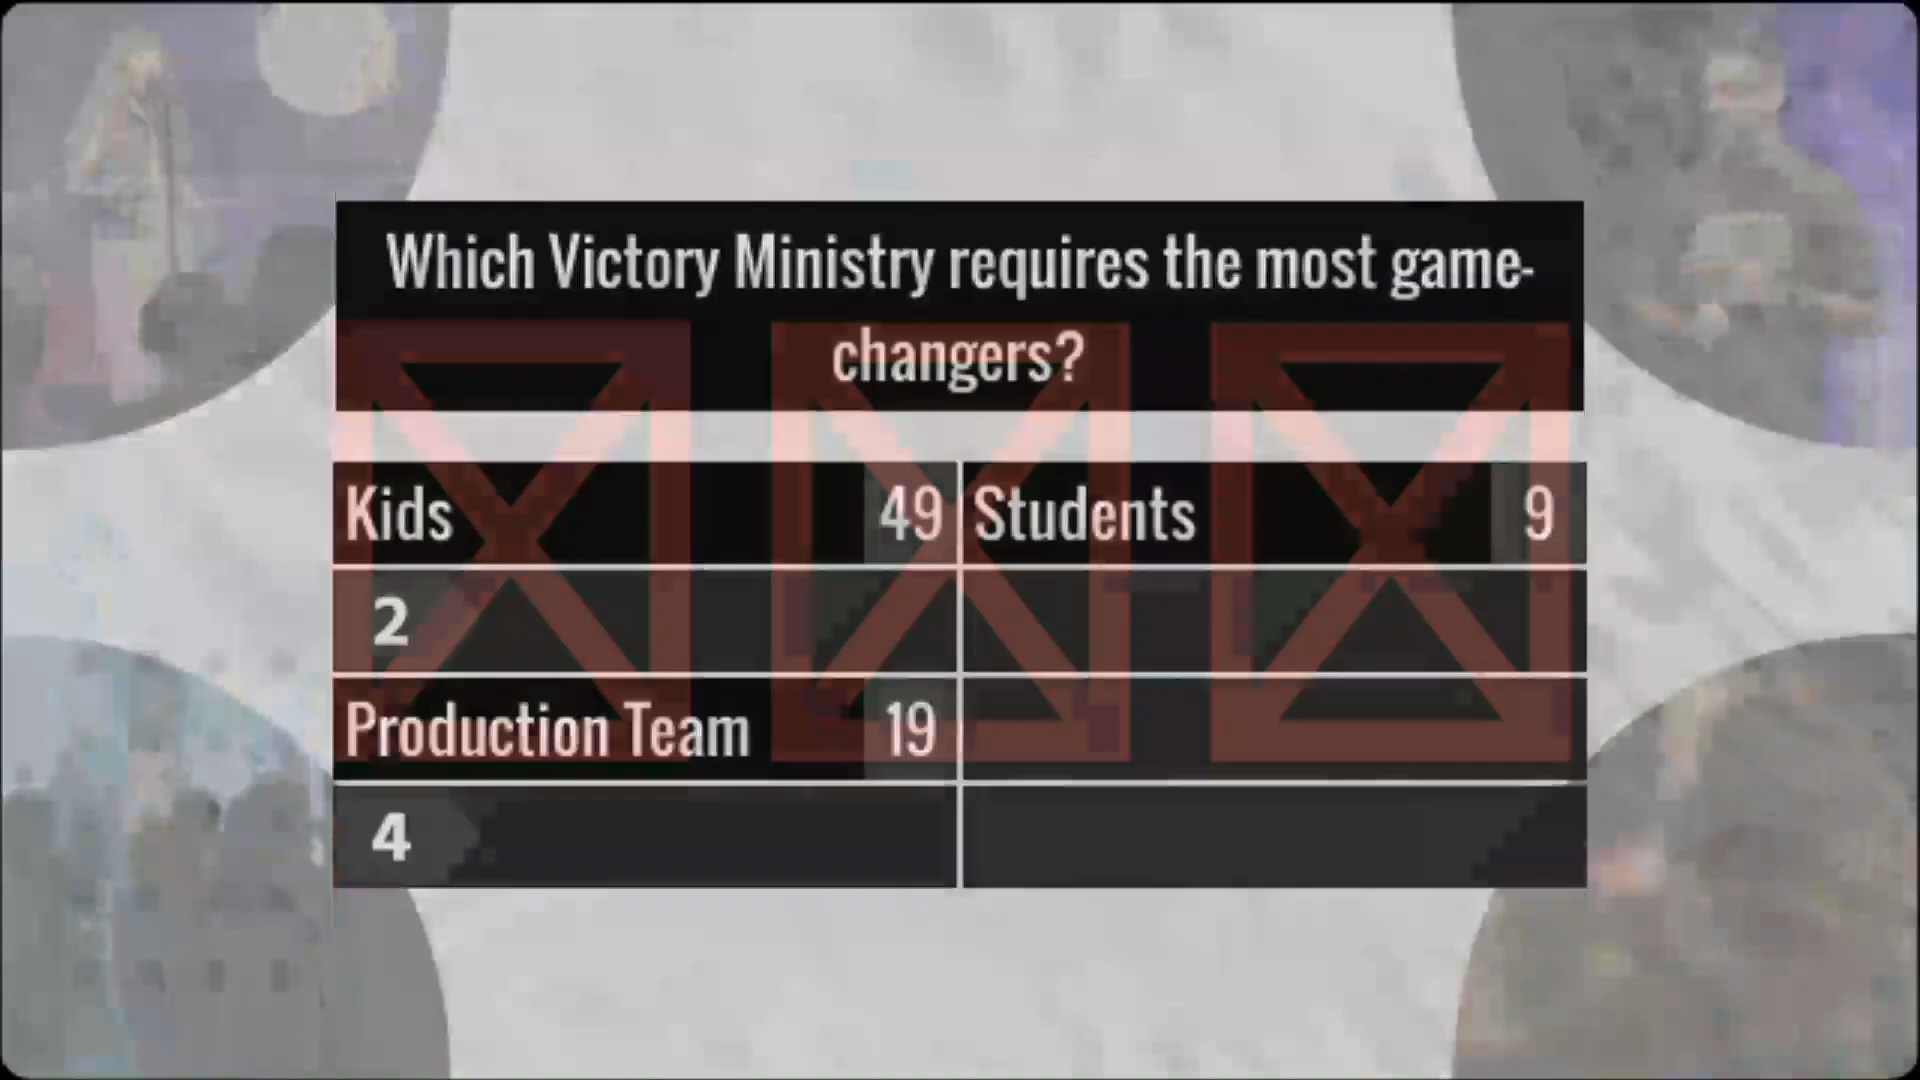 Which Victory Ministry requires the most game-
changers?
Kids 49
Students 9
2
Production Team 19
4